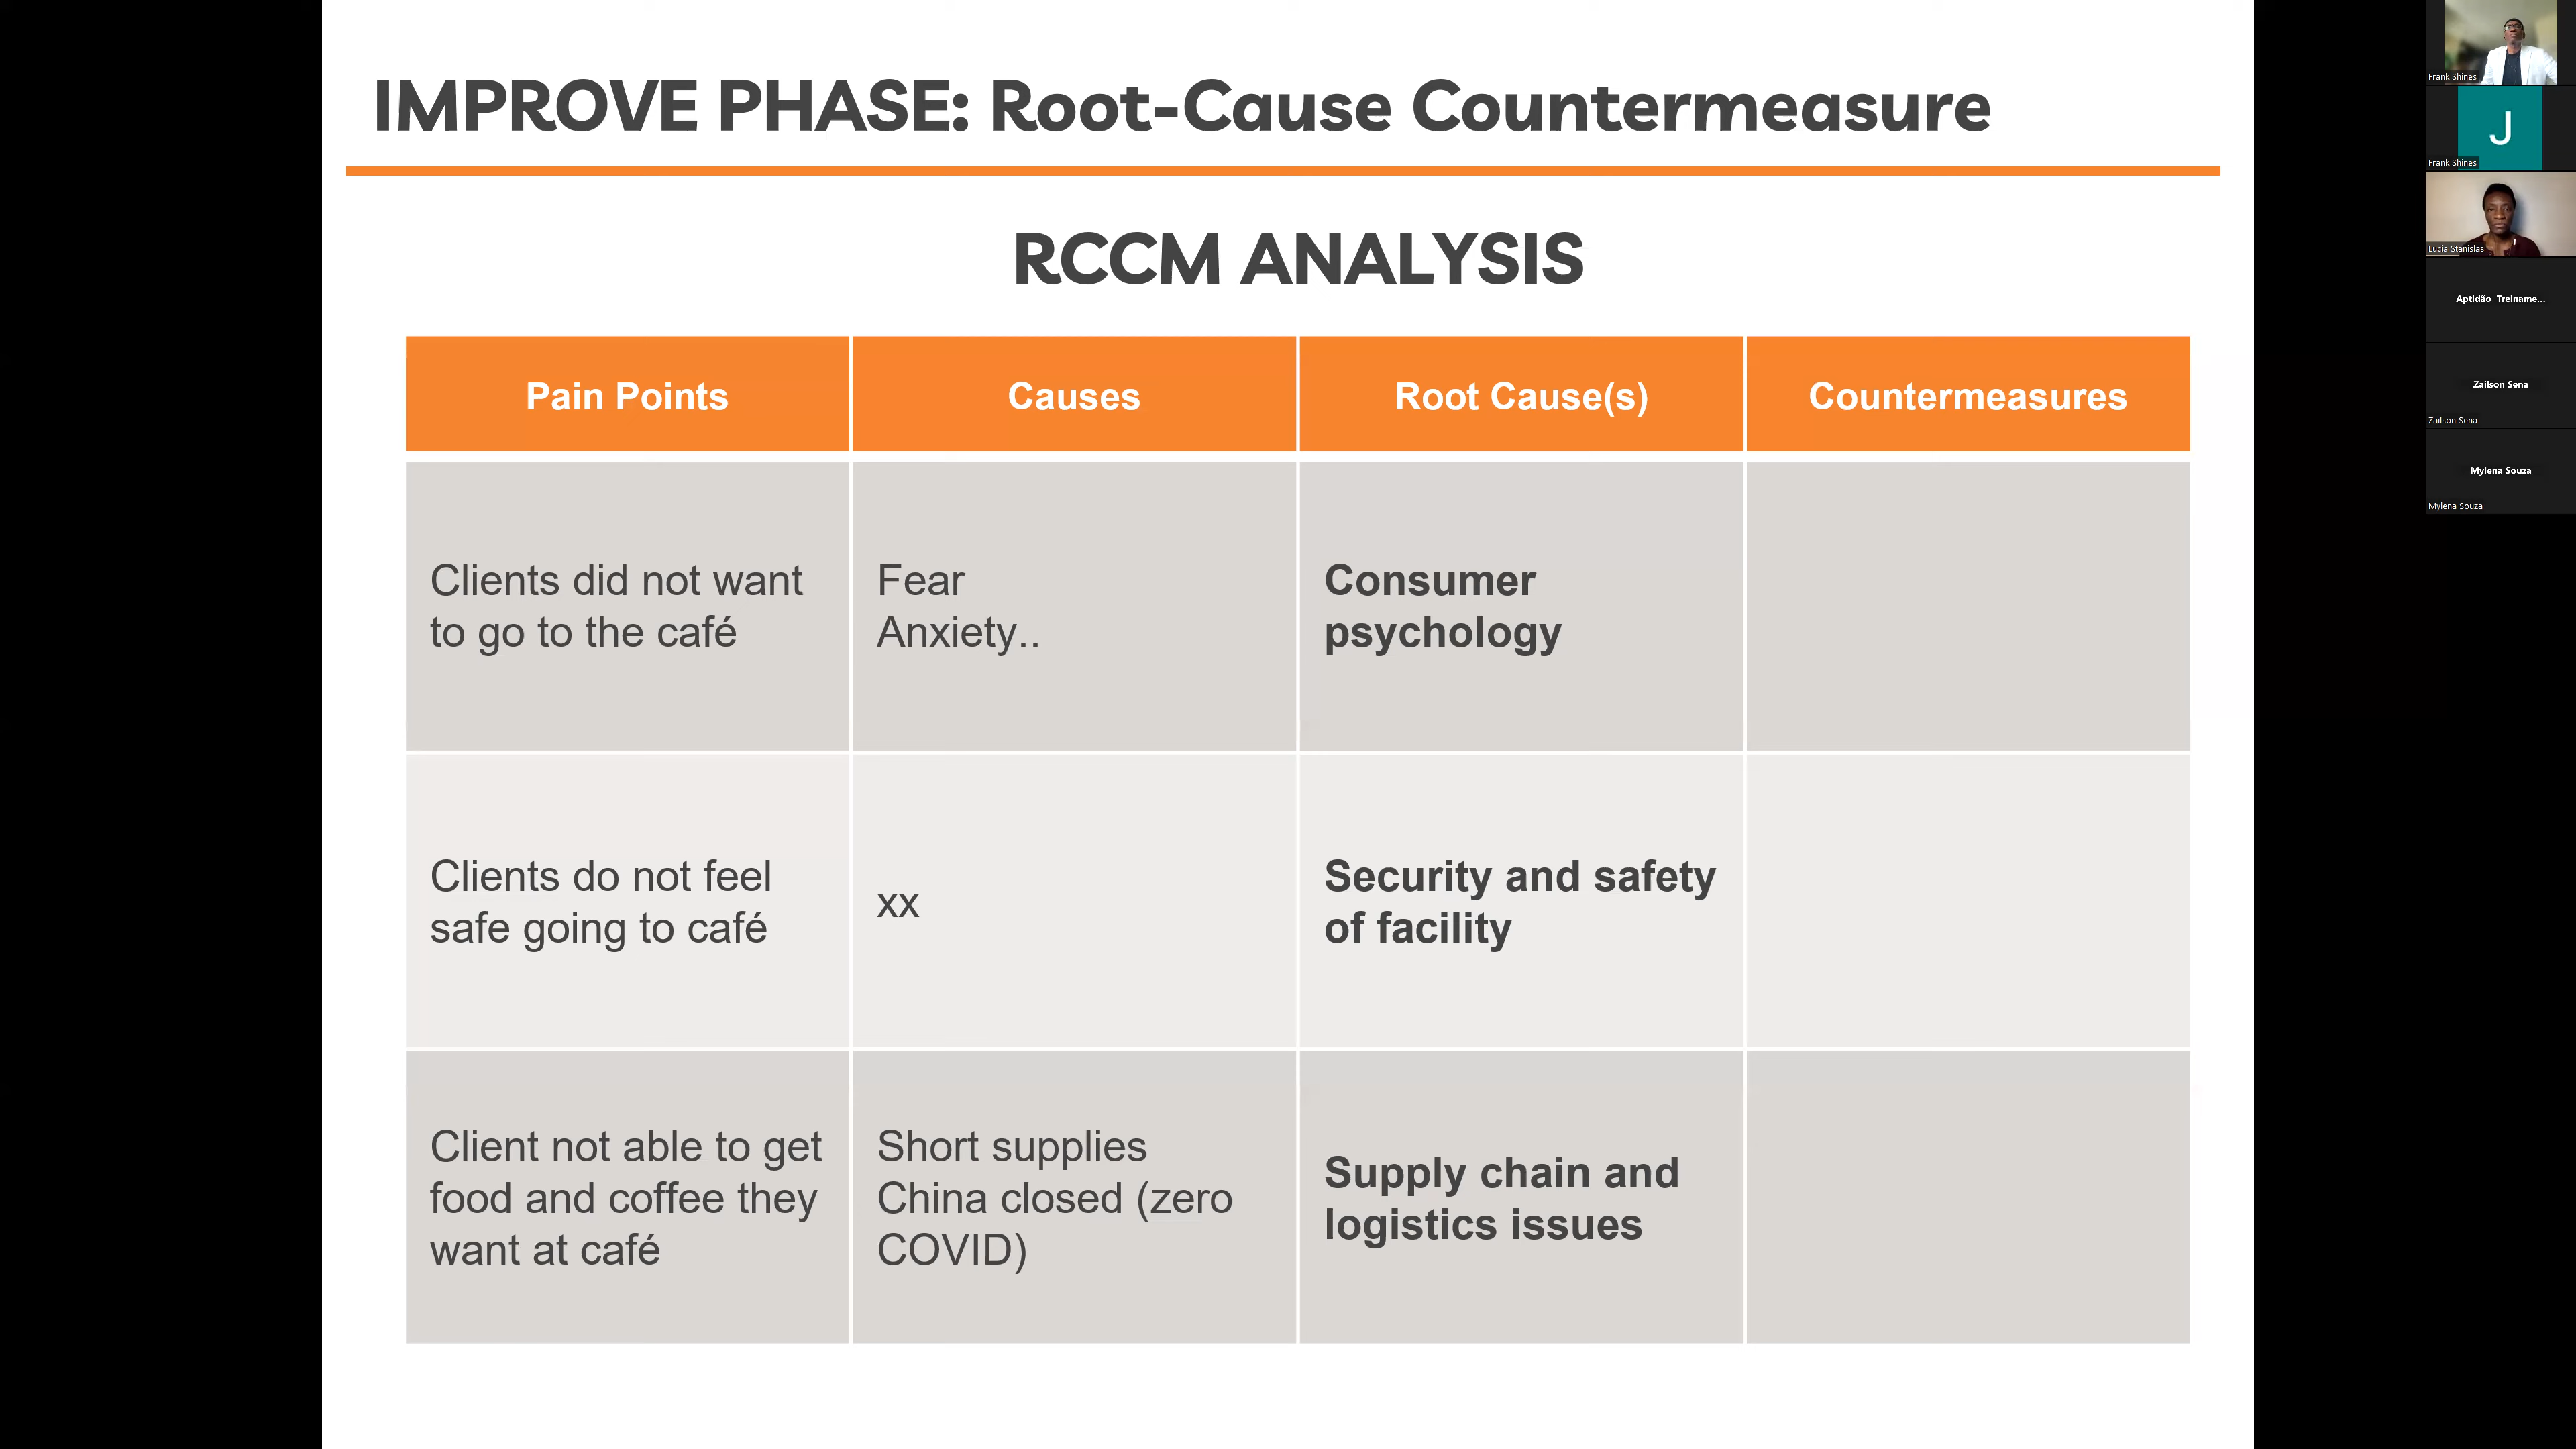 IMPROVE PHASE: Root-Cause Countermeasure
RCCM ANALYSIS
Pain Points
Causes
Root Cause(s)
Countermeasures
Clients did not want
to go to the café
Fear
Anxiety..
Consumer
psychology
Clients do not feel
safe going to café
xx
Security and safety
of facility
Client not able to get
food and coffee they
want at café
Short supplies
China closed (zero
COVID)
Supply chain and
logistics issues
Frank Shines
J
Frank Shines
Lucia Stanislas
Aptidão Treiname...
Zailson Sena
Zailson Sena
Mylena Souza
Mylena Souza